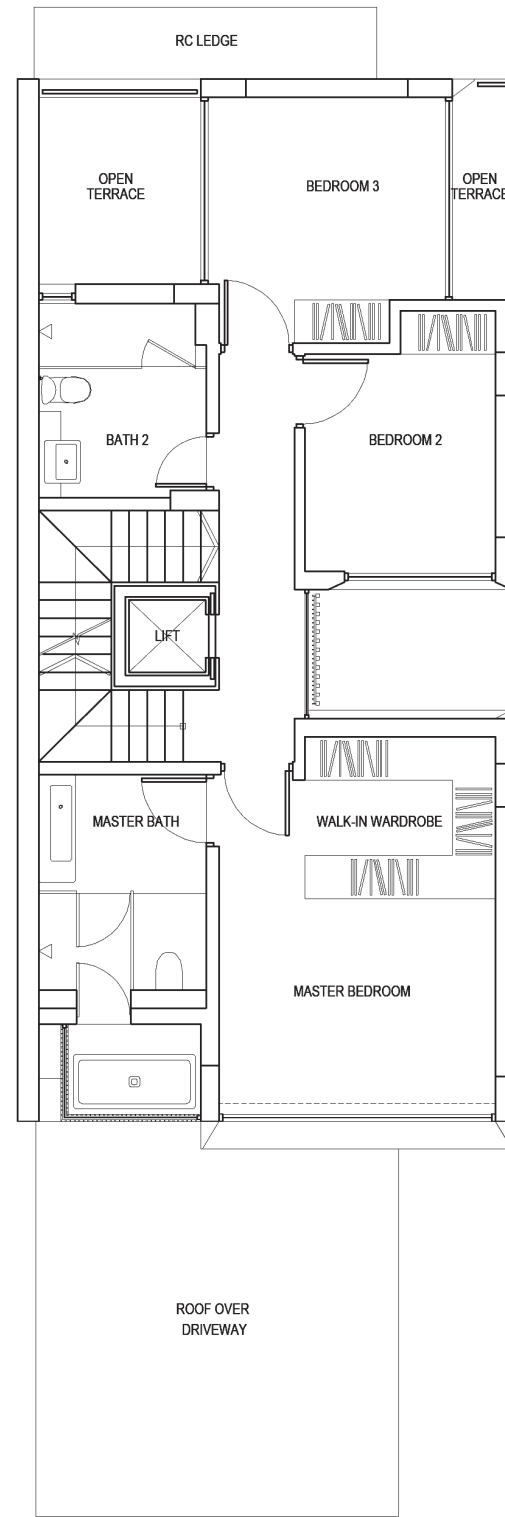 RC LEDGE
OPEN
TERRACE
BEDROOM 3
OPEN
TERRACE
BATH 2
BEDROOM 2
LIFT
MASTER BATH
WALK-IN WARDROBE
MASTER BEDROOM
ROOF OVER
DRIVEWAY